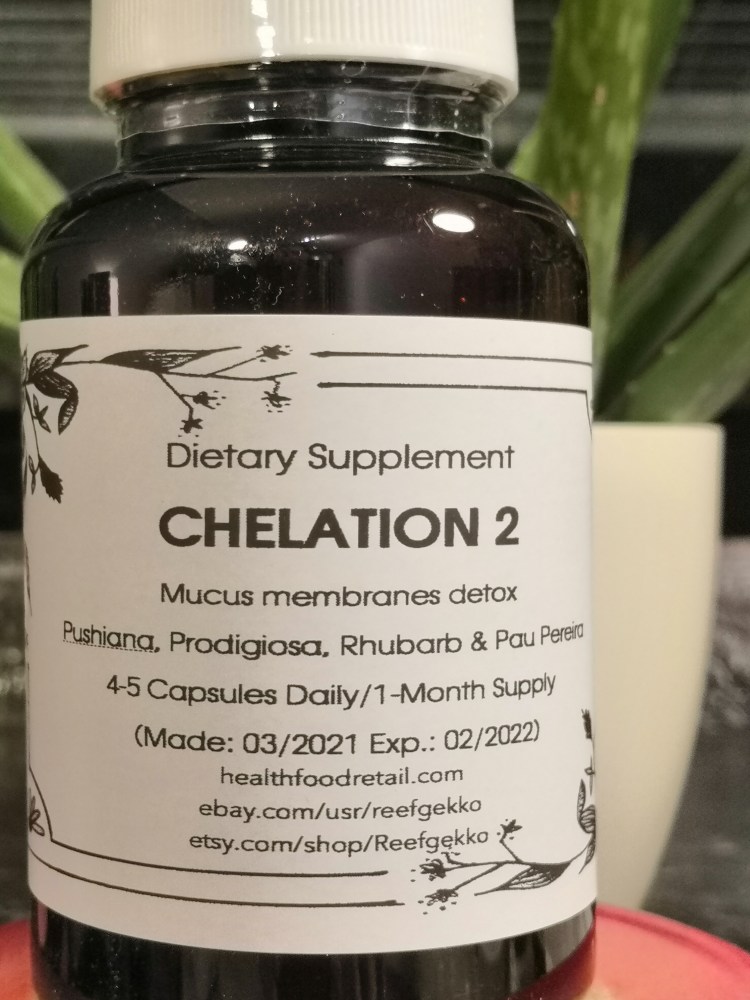 Dietary Supplement
CHELATION 2
Mucus membranes detox
Pushiana, Prodigiosa, Rhubarb & Pau Pereira
4-5 Capsules Daily/1-Month Supply
(Made: 03/2021 Exp.: 02/2022)
healthfoodretail.com
ebay.com/usr/reefgekko
etsy.com/shop/Reefgekko